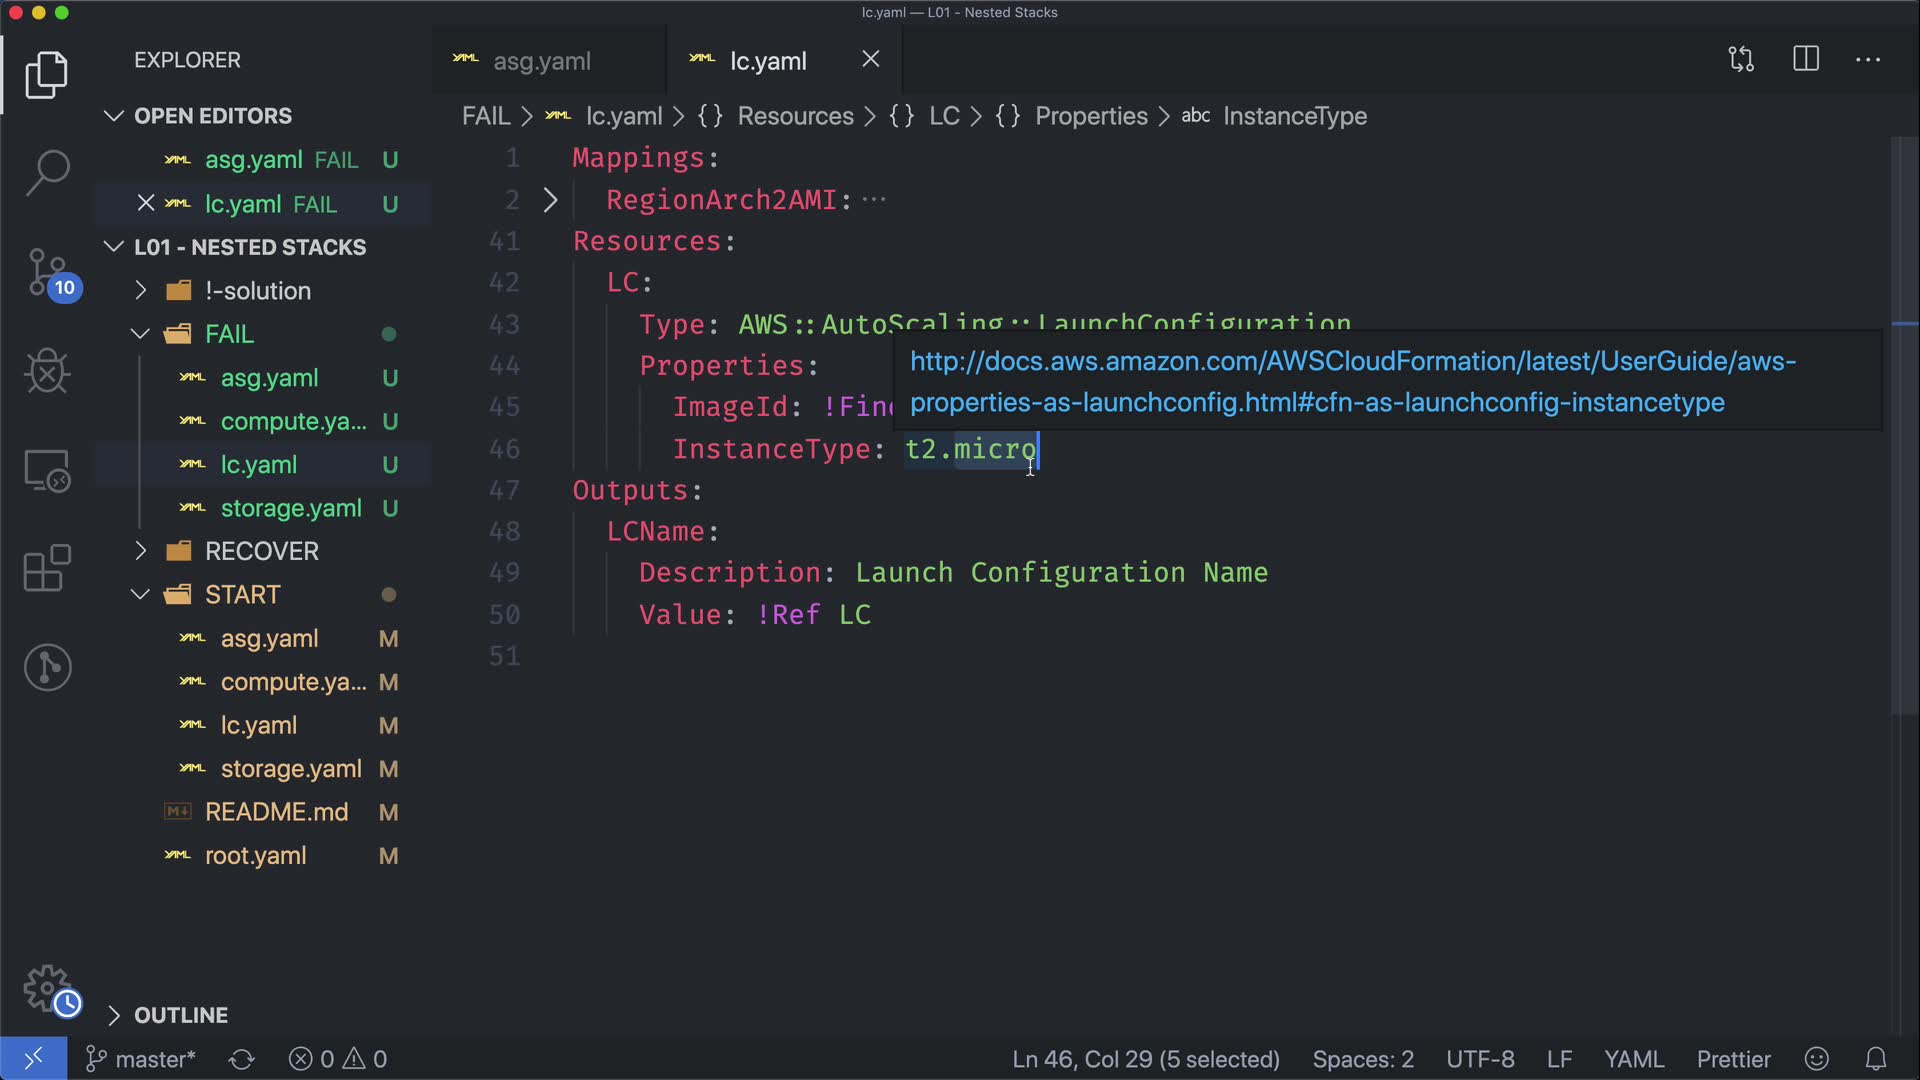 lc.yaml — L01 - Nested Stacks
EXPLORER
OPEN EDITORS
asg.yaml FAIL U
lc.yaml FAIL U
L01 - NESTED STACKS
!-solution
FAIL
asg.yaml U
compute.ya... U
lc.yaml U
storage.yaml U
RECOVER
START
asg.yaml M
compute.ya... M
lc.yaml M
storage.yaml M
README.md M
root.yaml M
OUTLINE
10
asg.yaml
lc.yaml
FAIL > lc.yaml > {} Resources > {} LC > {} Properties > abc InstanceType
1 Mappings:
2 RegionArch2AMI: ···
41 Resources:
42 LC:
43 Type: AWS::AutoScaling::LaunchConfiguration
44 Properties:
45 ImageId: !Find
46 InstanceType: t2.micro
47 Outputs:
48 LCName:
49 Description: Launch Configuration Name
50 Value: !Ref LC
51
http://docs.aws.amazon.com/AWSCloudFormation/latest/UserGuide/aws-
properties-as-launchconfig.html#cfn-as-launchconfig-instancetype
master* 0 0 Ln 46, Col 29 (5 selected) Spaces: 2 UTF-8 LF YAML Prettier